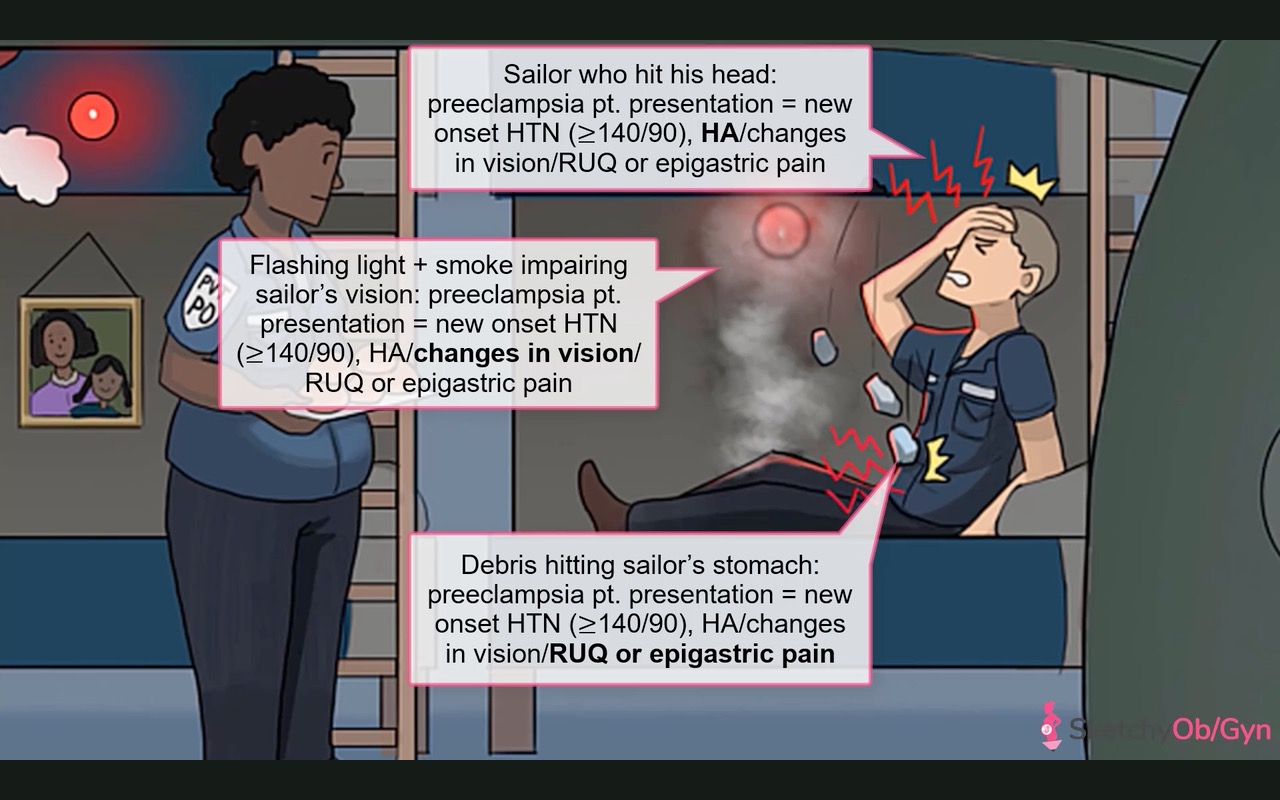 Sailor who hit his head:
preeclampsia pt. presentation = new
onset HTN (≥140/90), HA/changes
in vision/RUQ or epigastric pain
Flashing light + smoke impairing
sailor’s vision: preeclampsia pt.
presentation = new onset HTN
(≥140/90), HA/changes in vision/
RUQ or epigastric pain
PO
Debris hitting sailor’s stomach:
preeclampsia pt. presentation = new
onset HTN (≥140/90), HA/changes
in vision/RUQ or epigastric pain
SketchyOb/Gyn